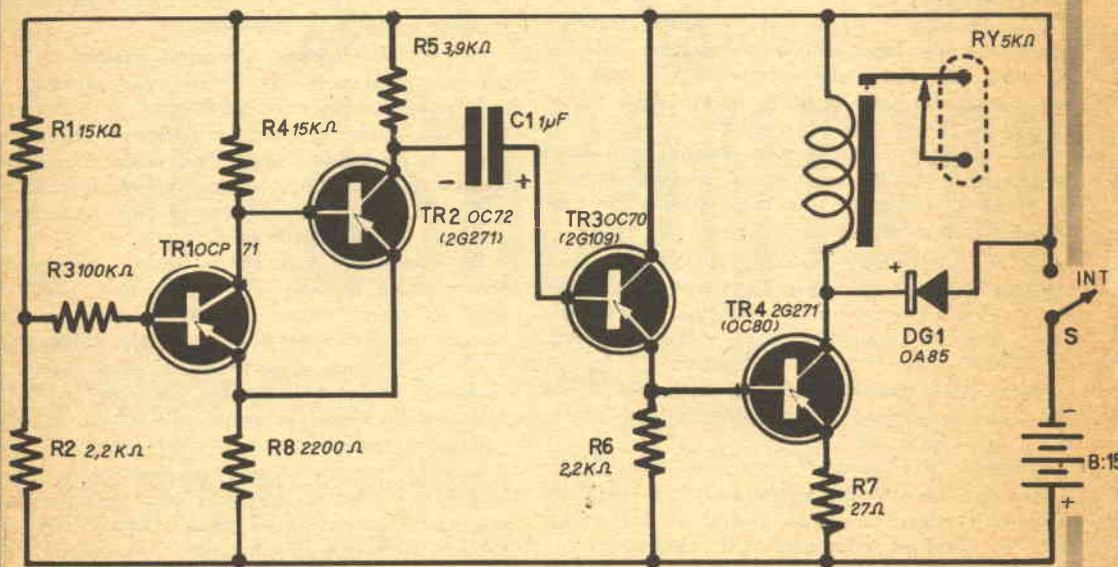 R5 3,9KΩ
RY 5KΩ
R1 15KΩ
R4 15KΩ
C1 1µF
- +
TR2 OC72
(2G271)
TR3 OC70
(2G109)
TR1 OCP 71
R3 100KΩ
+
INT
TR4 2G271
(OC80)
DG1
OA85
S
R2 2,2KΩ
R8 2200Ω
R6
2,2KΩ
-
B:15
+
R7
27Ω